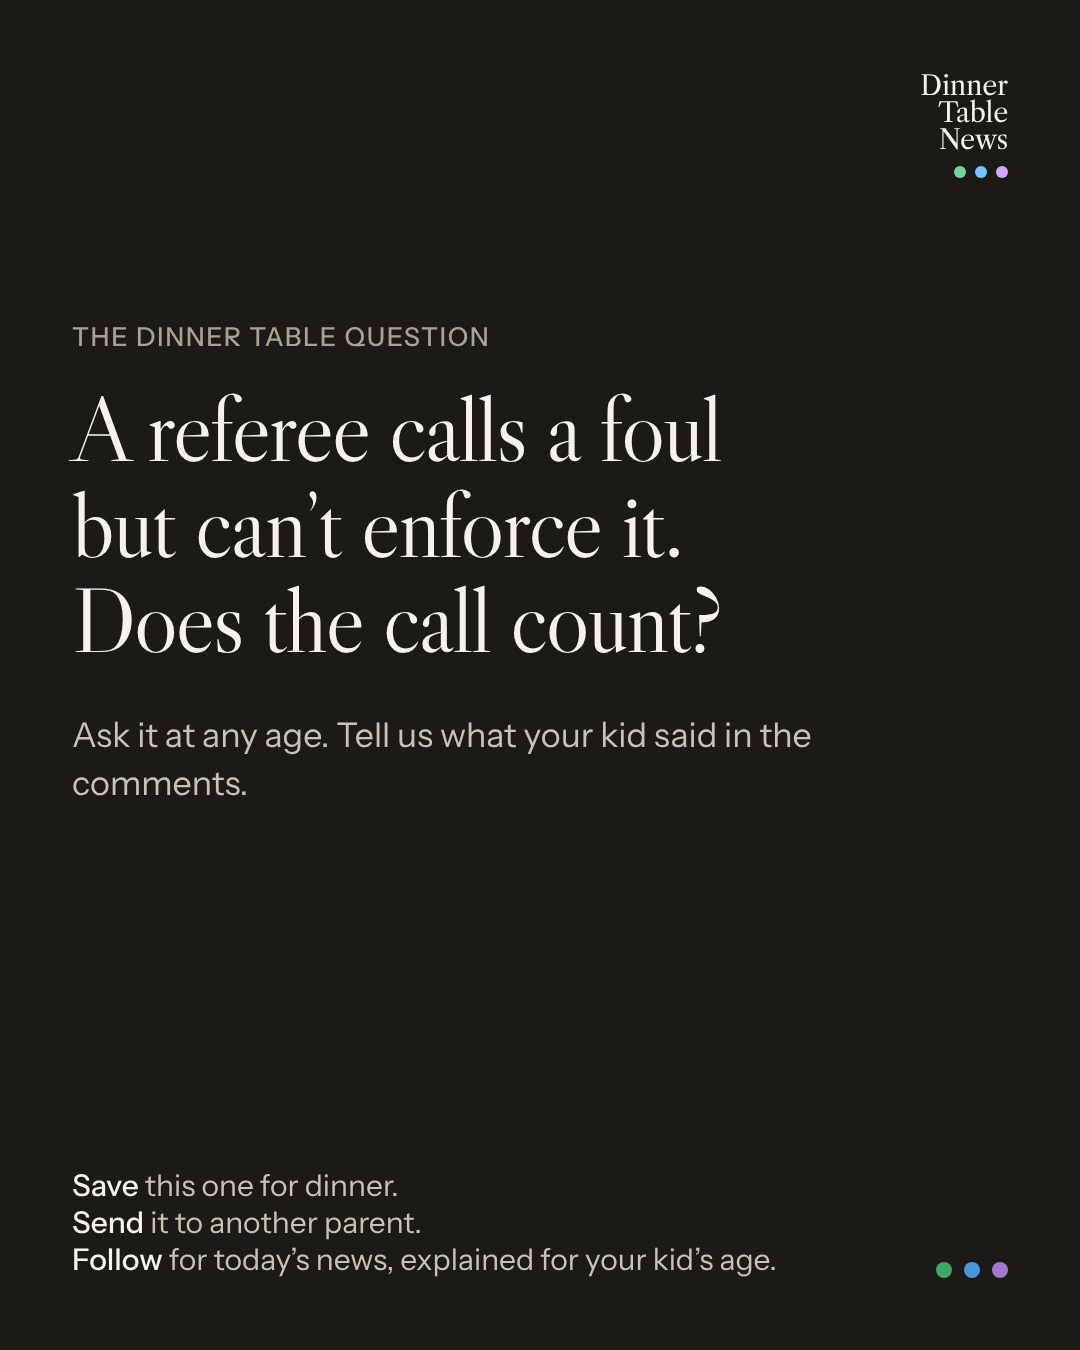 Dinner
Table
News
THE DINNER TABLE QUESTION
A referee calls a foul
but can’t enforce it.
Does the call count?
Ask it at any age. Tell us what your kid said in the
comments.
Save this one for dinner.
Send it to another parent.
Follow for today’s news, explained for your kid’s age.